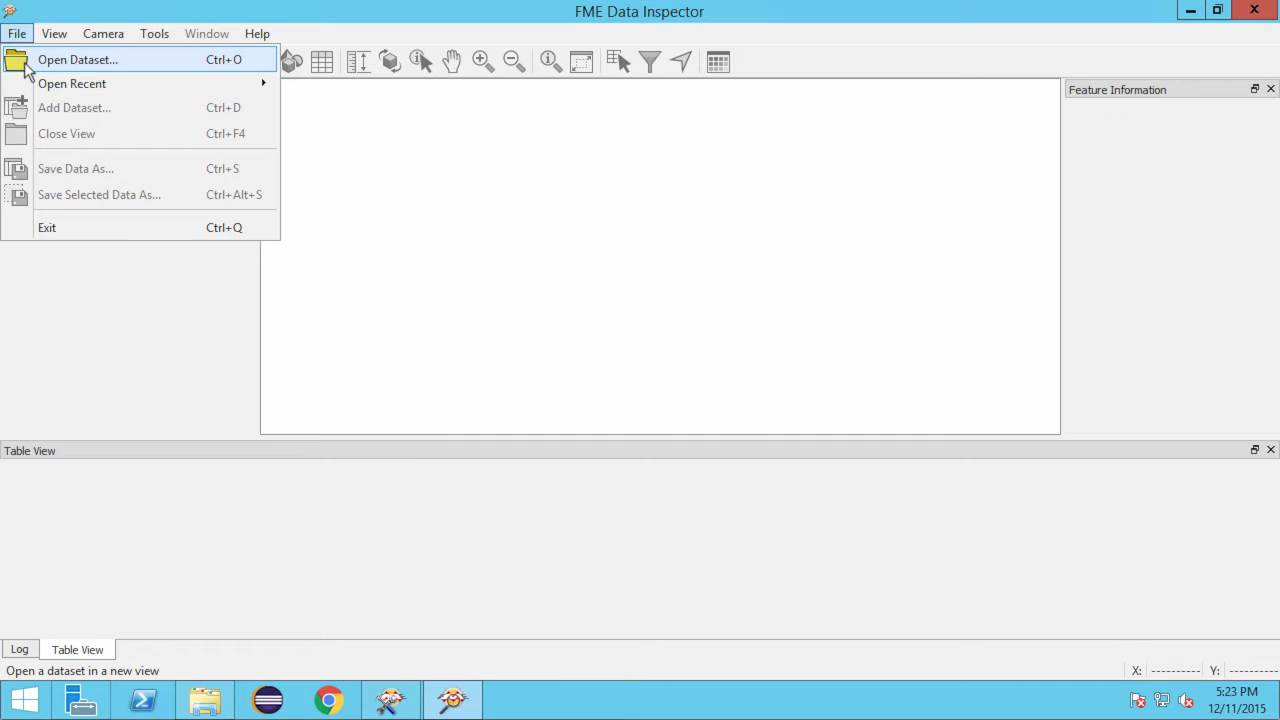 FME Data Inspector
File View Camera Tools Window Help
Open Dataset... Ctrl+O
Open Recent
Add Dataset... Ctrl+D
Close View Ctrl+F4
Save Data As... Ctrl+S
Save Selected Data As... Ctrl+Alt+S
Exit Ctrl+Q
Feature Information
Table View
Log Table View
Open a dataset in a new view X: ---------- Y: ----------
5:23 PM
12/11/2015